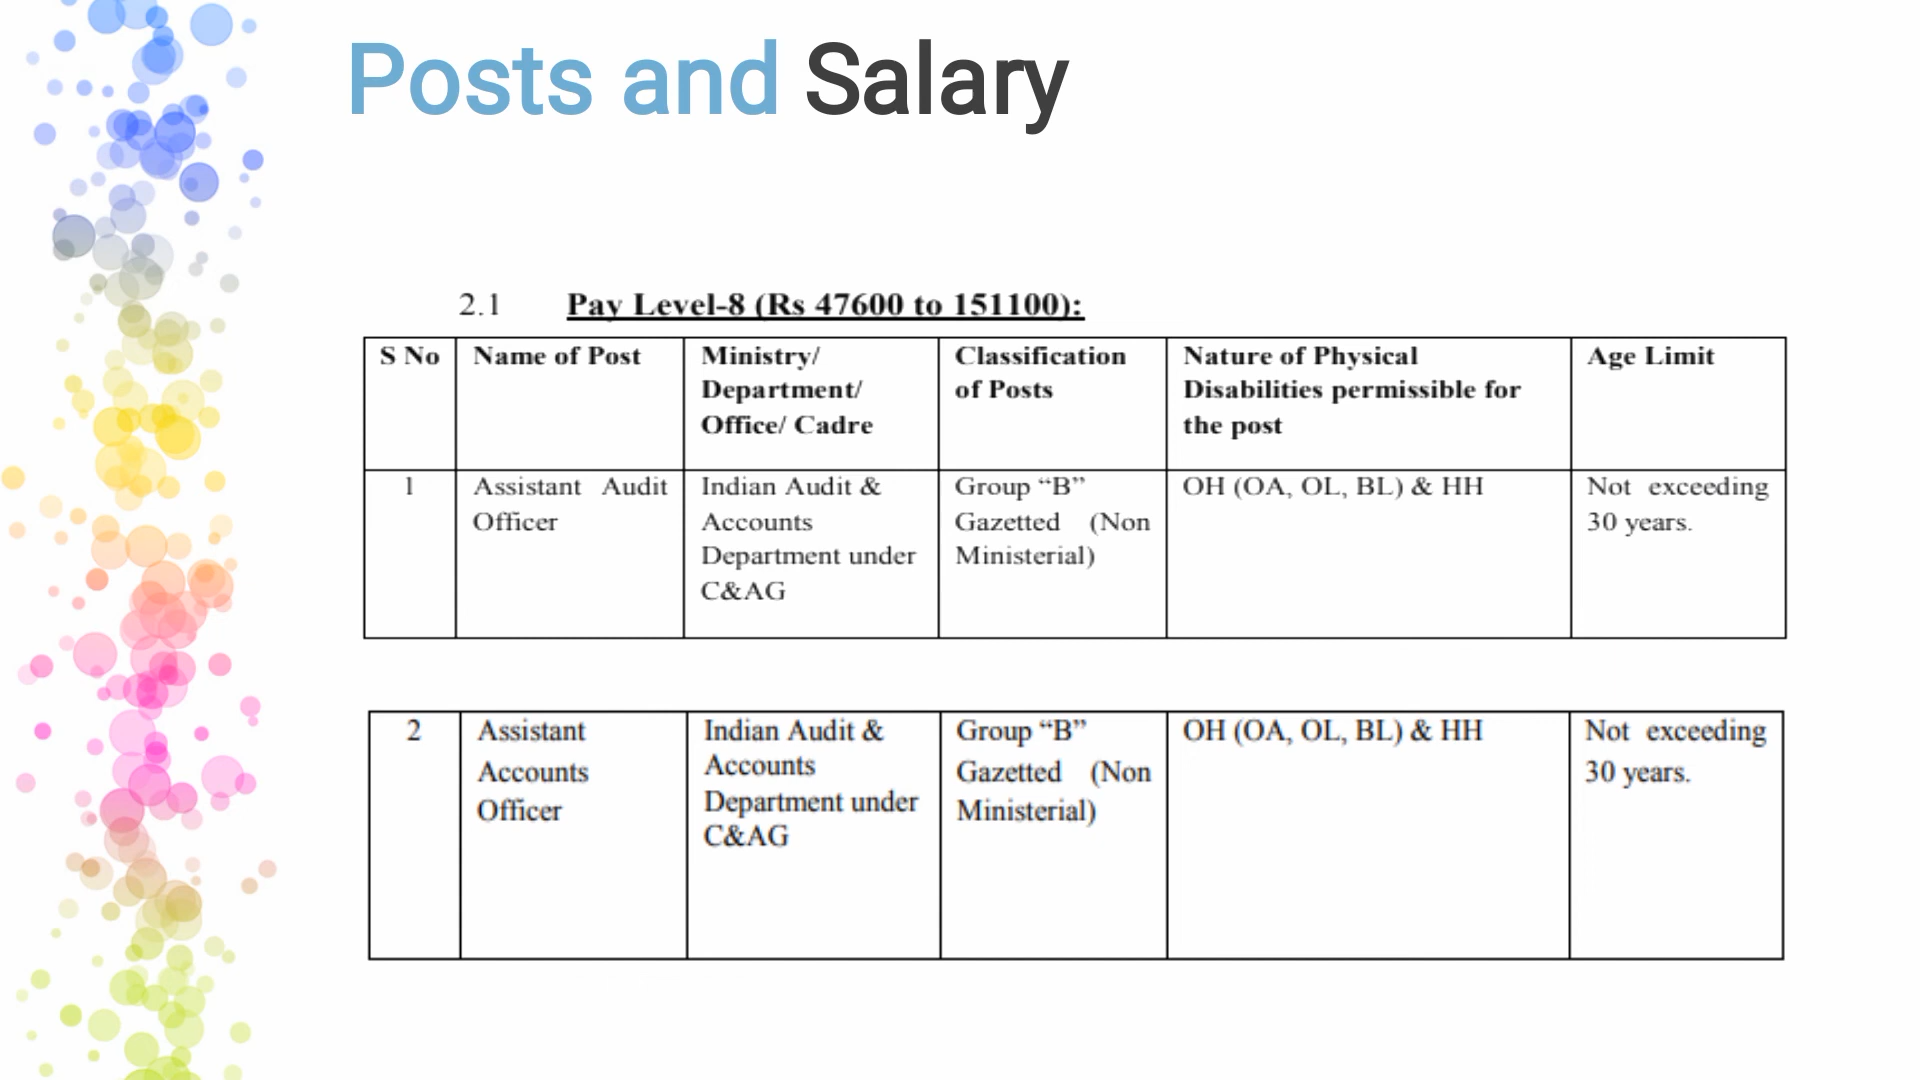 Posts and Salary
2.1 Pay Level-8 (Rs 47600 to 151100):
S No
Name of Post
Ministry/
Department/
Office/ Cadre
Classification
of Posts
Nature of Physical
Disabilities permissible for
the post
Age Limit
1
Assistant Audit
Officer
Indian Audit &
Accounts
Department under
C&AG
Group “B”
Gazetted (Non
Ministerial)
OH (OA, OL, BL) & HH
Not exceeding
30 years.
2
Assistant
Accounts
Officer
Indian Audit &
Accounts
Department under
C&AG
Group “B”
Gazetted (Non
Ministerial)
OH (OA, OL, BL) & HH
Not exceeding
30 years.